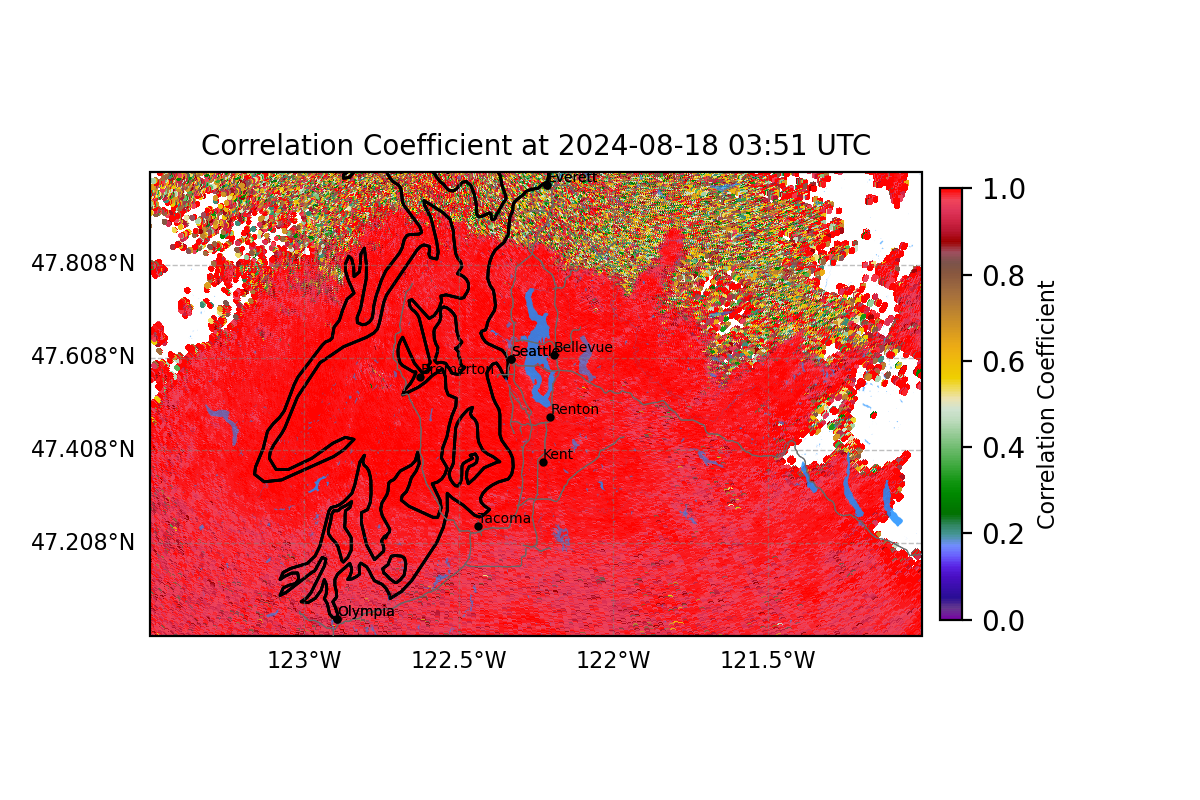 Correlation Coefficient at 2024-08-18 03:51 UTC
Everett
47.808°N
47.608°N
47.408°N
47.208°N
Seattle
Bellevue
Bremerton
Renton
Kent
Tacoma
Olympia
123°W
122.5°W
122°W
121.5°W
1.0
0.8
0.6
0.4
0.2
0.0
Correlation Coefficient